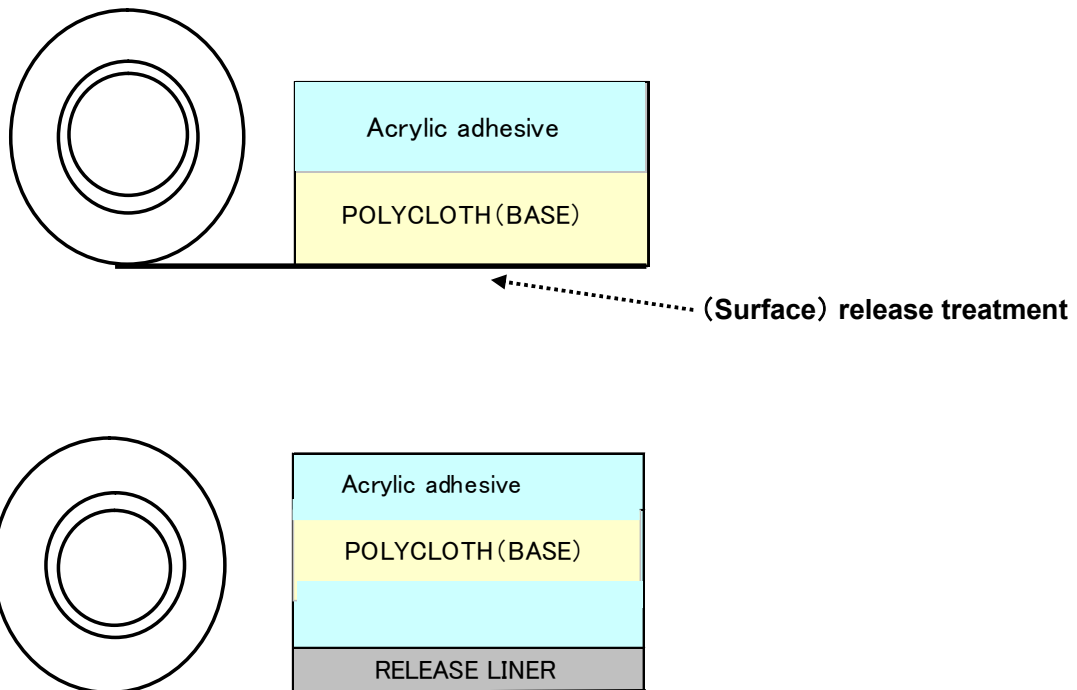 Acrylic adhesive
POLYCLOTH（BASE）
（Surface）release treatment
Acrylic adhesive
POLYCLOTH（BASE）
RELEASE LINER